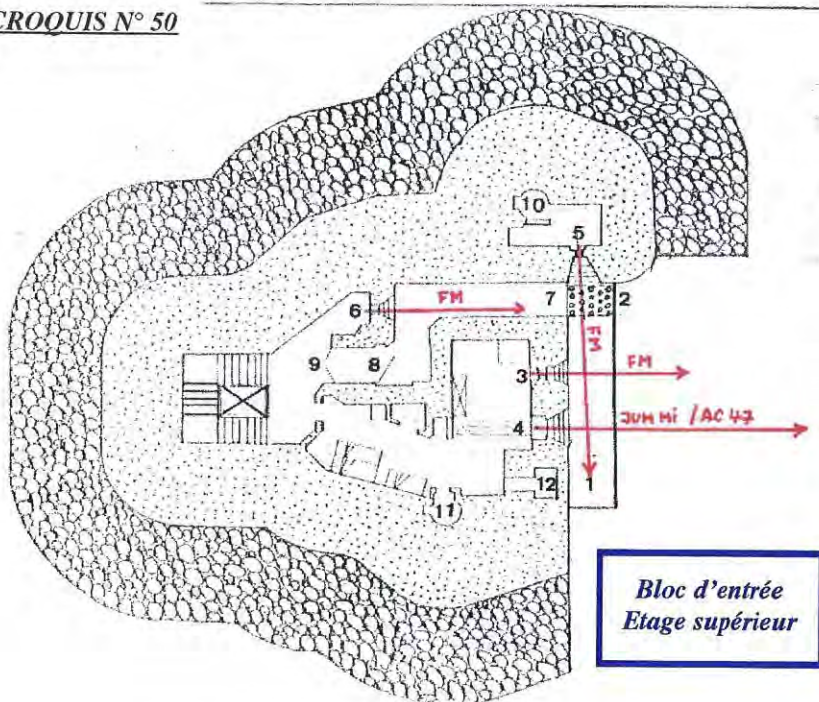 CROQUIS N° 50
10
5
7
2
6
FM
FM
9
8
3
FM
4
JUM Mi / AC 47
1
12
11
Bloc d'entrée
Etage supérieur